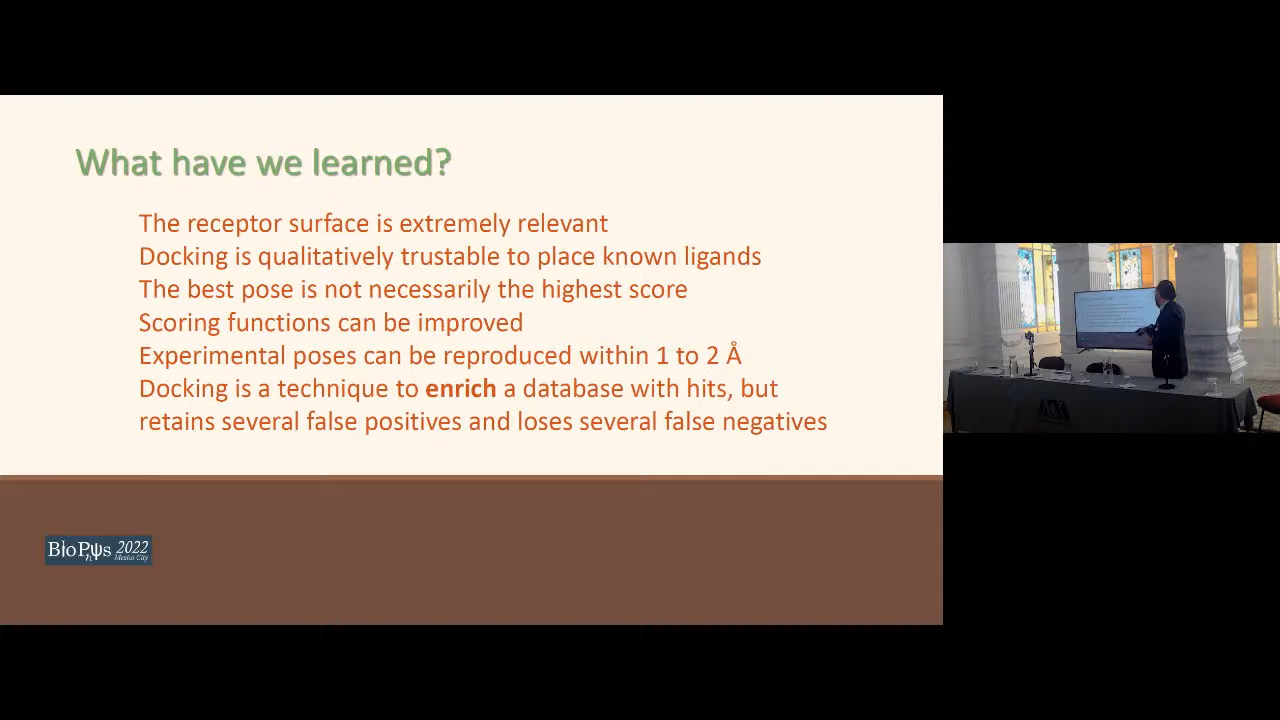 What have we learned?
The receptor surface is extremely relevant
Docking is qualitatively trustable to place known ligands
The best pose is not necessarily the highest score
Scoring functions can be improved
Experimental poses can be reproduced within 1 to 2 Å
Docking is a technique to enrich a database with hits, but
retains several false positives and loses several false negatives
BioPhψs 2022
Mexico City